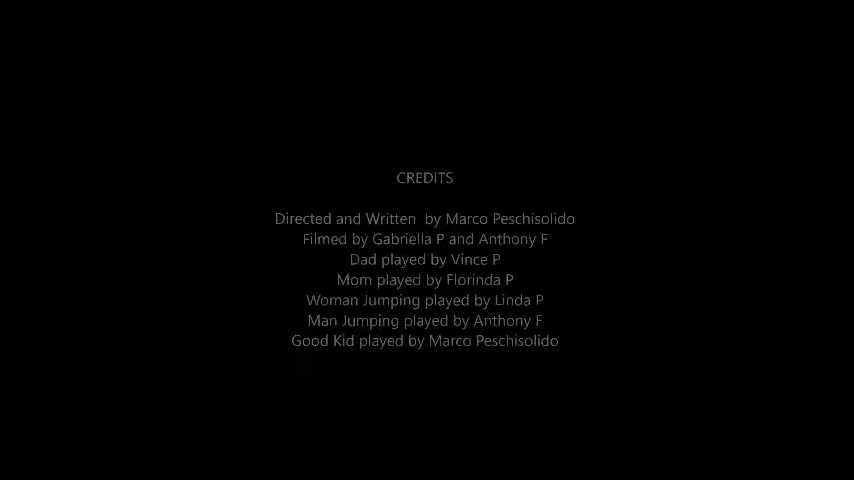 CREDITS
Directed and Written  by Marco Peschisolido
Filmed by Gabriella P and Anthony F
Dad played by Vince P
Mom played by Florinda P
Woman Jumping played by Linda P
Man Jumping played by Anthony F
Good Kid played by Marco Peschisolido